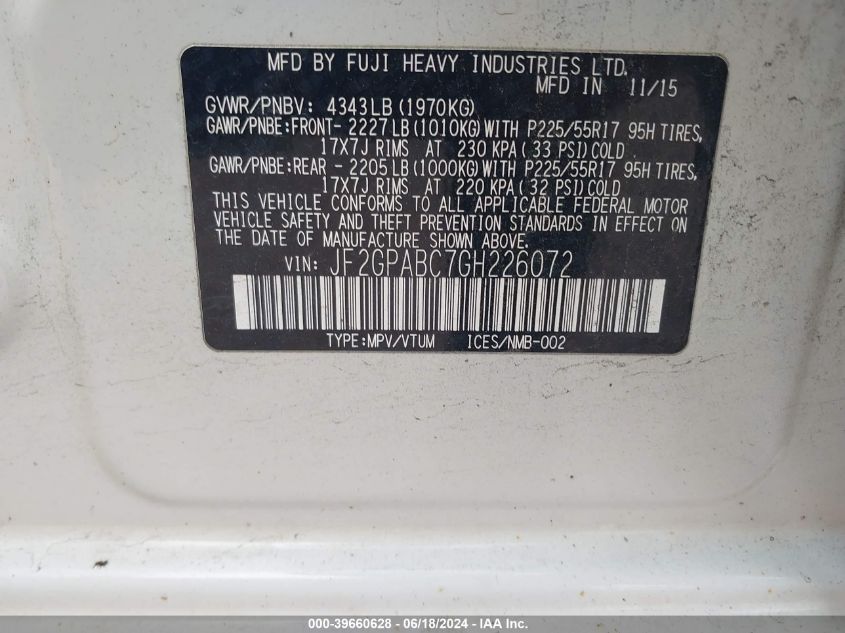 MFD BY FUJI HEAVY INDUSTRIES LTD.
MFD IN 11/15
GVWR/PNBV: 4343LB(1970KG)
GAWR/PNBE:FRONT- 2227LB(1010KG)WITH P225/55R17 95H TIRES,
17X7J RIMS AT 230 KPA(33 PSI)COLD
GAWR/PNBE:REAR - 2205LB(1000KG)WITH P225/55R17 95H TIRES,
17X7J RIMS AT 220 KPA(32 PSI)COLD
THIS VEHICLE CONFORMS TO ALL APPLICABLE FEDERAL MOTOR
VEHICLE SAFETY AND THEFT PREVENTION STANDARDS IN EFFECT ON
THE DATE OF MANUFACTURE SHOWN ABOVE.
VIN: JF2GPABC7GH226072
TYPE:MPV/VTUM ICES/NMB-002
000-39660628 - 06/18/2024 - IAAI.com